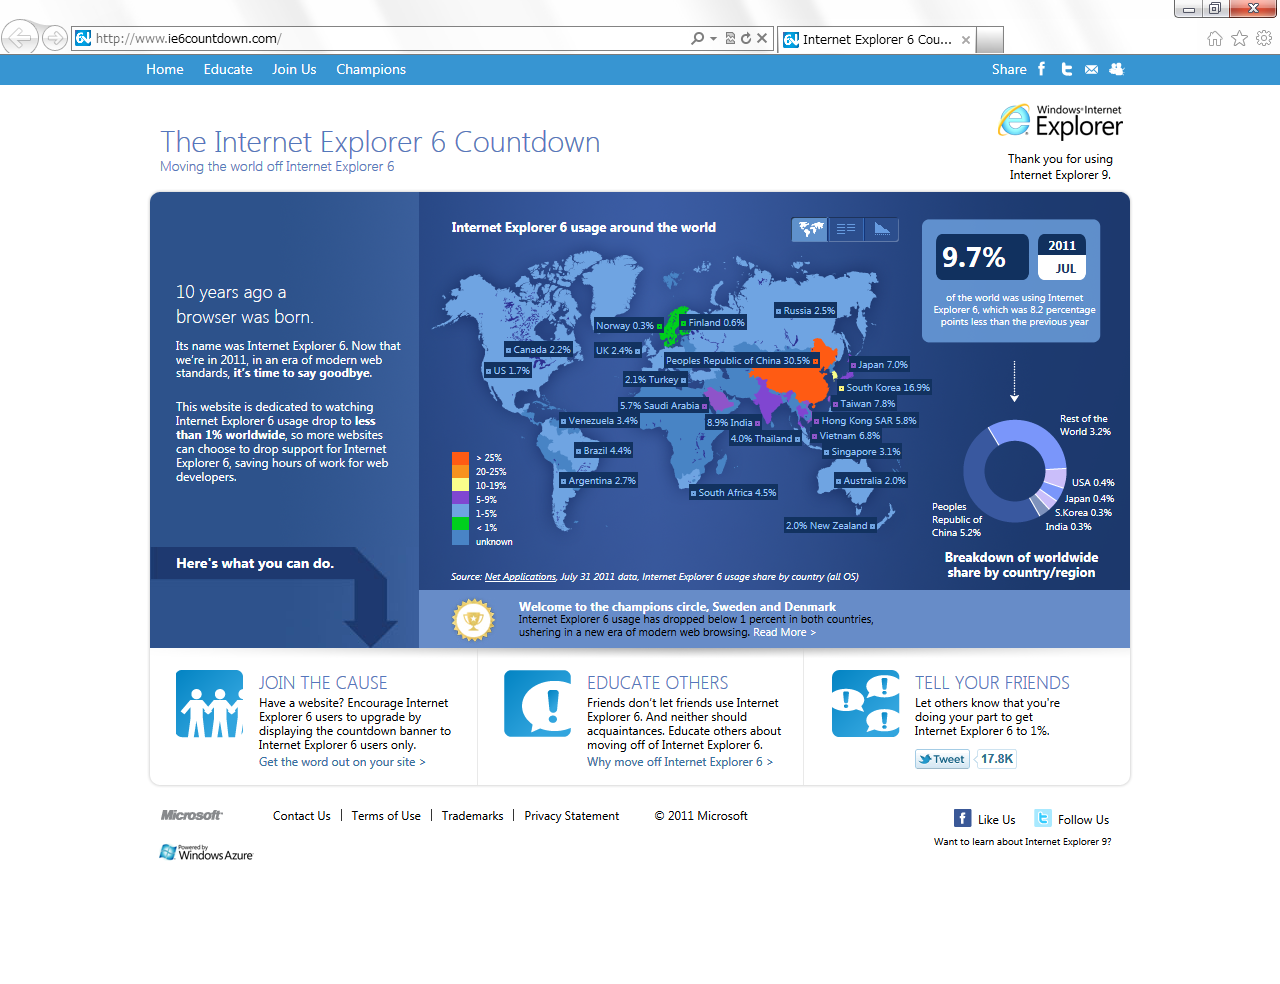 http://www.ie6countdown.com/
Internet Explorer 6 Cou...
Home Educate Join Us Champions
Share
The Internet Explorer 6 Countdown
Moving the world off Internet Explorer 6
Windows Internet
Explorer
Thank you for using
Internet Explorer 9.
10 years ago a
browser was born.
Its name was Internet Explorer 6. Now that
we're in 2011, in an era of modern web
standards, it's time to say goodbye.
This website is dedicated to watching
Internet Explorer 6 usage drop to less
than 1% worldwide, so more websites
can choose to drop support for Internet
Explorer 6, saving hours of work for web
developers.
Here's what you can do.
Internet Explorer 6 usage around the world
Russia 2.5%
Norway 0.3%
Finland 0.6%
Canada 2.2%
UK 2.4%
Peoples Republic of China 30.5%
Japan 7.0%
US 1.7%
2.1% Turkey
South Korea 16.9%
5.7% Saudi Arabia
Taiwan 7.8%
Venezuela 3.4%
8.9% India
Hong Kong SAR 5.8%
4.0% Thailand
Vietnam 6.8%
Brazil 4.4%
Singapore 3.1%
Argentina 2.7%
Australia 2.0%
South Africa 4.5%
2.0% New Zealand
> 25%
20-25%
10-19%
5-9%
1-5%
< 1%
unknown
Source: Net Applications, July 31 2011 data, Internet Explorer 6 usage share by country (all OS)
9.7%
2011
JUL
of the world was using Internet
Explorer 6, which was 8.2 percentage
points less than the previous year
Rest of the
World 3.2%
USA 0.4%
Japan 0.4%
S.Korea 0.3%
India 0.3%
Peoples
Republic of
China 5.2%
Breakdown of worldwide
share by country/region
Welcome to the champions circle, Sweden and Denmark
Internet Explorer 6 usage has dropped below 1 percent in both countries,
ushering in a new era of modern web browsing. Read More >
JOIN THE CAUSE
Have a website? Encourage Internet
Explorer 6 users to upgrade by
displaying the countdown banner to
Internet Explorer 6 users only.
Get the word out on your site >
EDUCATE OTHERS
Friends don't let friends use Internet
Explorer 6. And neither should
acquaintances. Educate others about
moving off of Internet Explorer 6.
Why move off Internet Explorer 6 >
TELL YOUR FRIENDS
Let others know that you're
doing your part to get
Internet Explorer 6 to 1%.
Tweet 17.8K
Microsoft
Contact Us | Terms of Use | Trademarks | Privacy Statement © 2011 Microsoft
Like Us Follow Us
Powered by
Windows Azure
Want to learn about Internet Explorer 9?